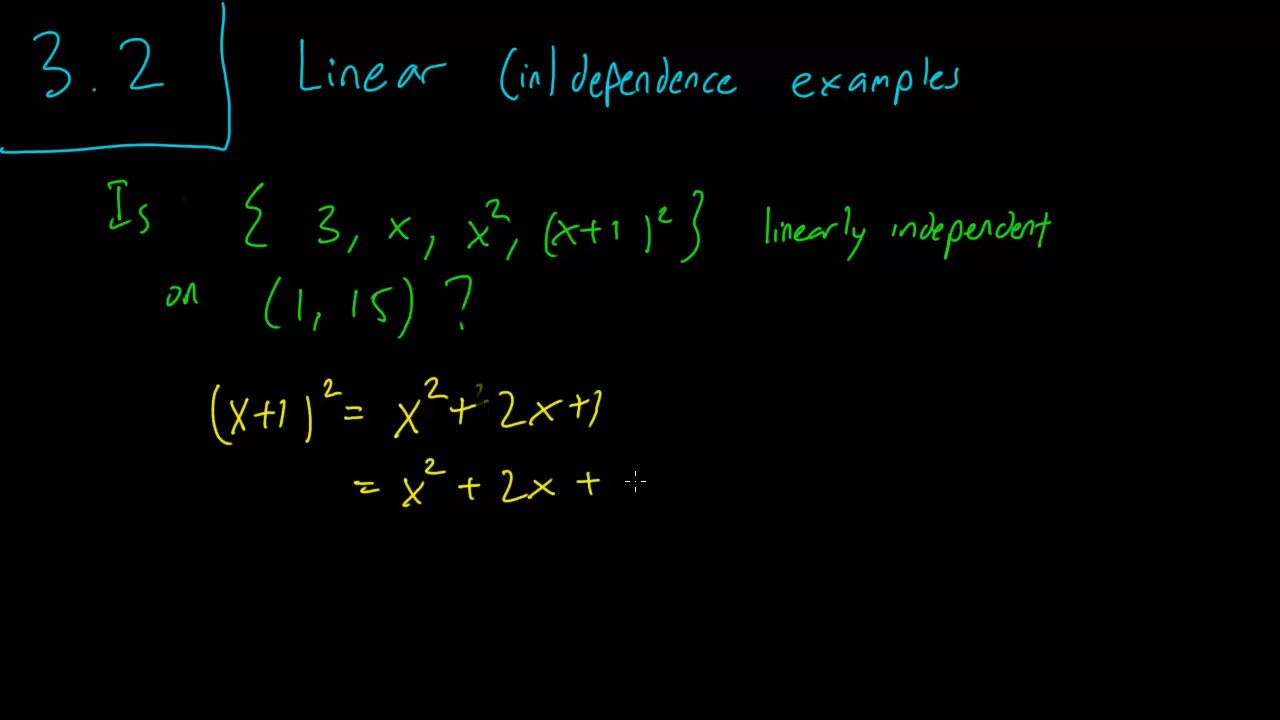 3.2 Linear (in)dependence examples
Is { 3, x, x², (x+1)² } linearly independent
on (1, 15) ?
(x+1)² = x² + 2x+1
= x² + 2x +